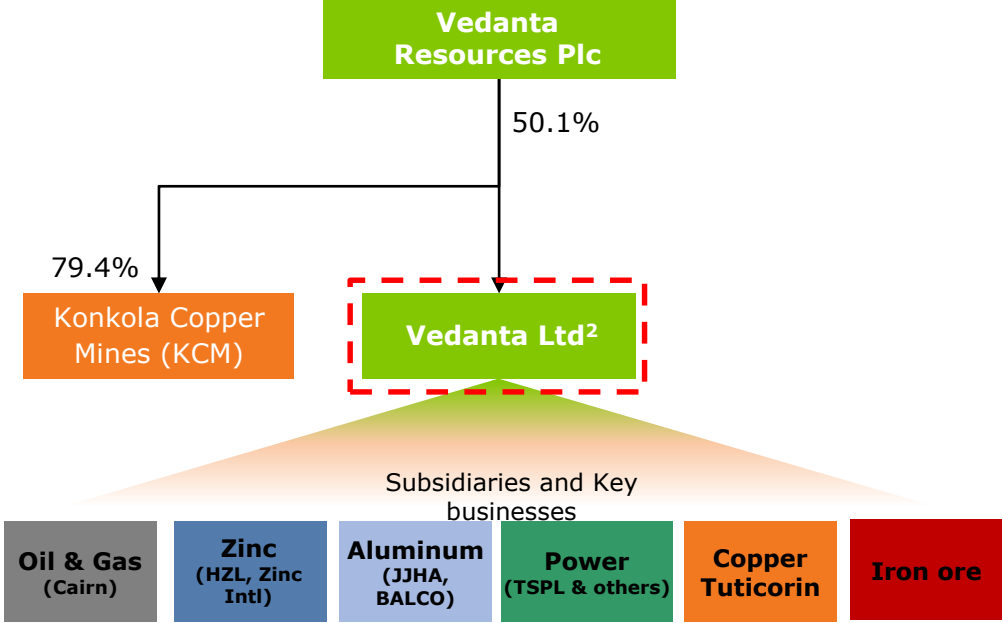 Vedanta
Resources Plc
50.1%
79.4%
Konkola Copper
Mines (KCM)
Vedanta Ltd²
Subsidiaries and Key
businesses
Oil & Gas
(Cairn)
Zinc
(HZL, Zinc
Intl)
Aluminum
(JJHA,
BALCO)
Power
(TSPL & others)
Copper
Tuticorin
Iron ore